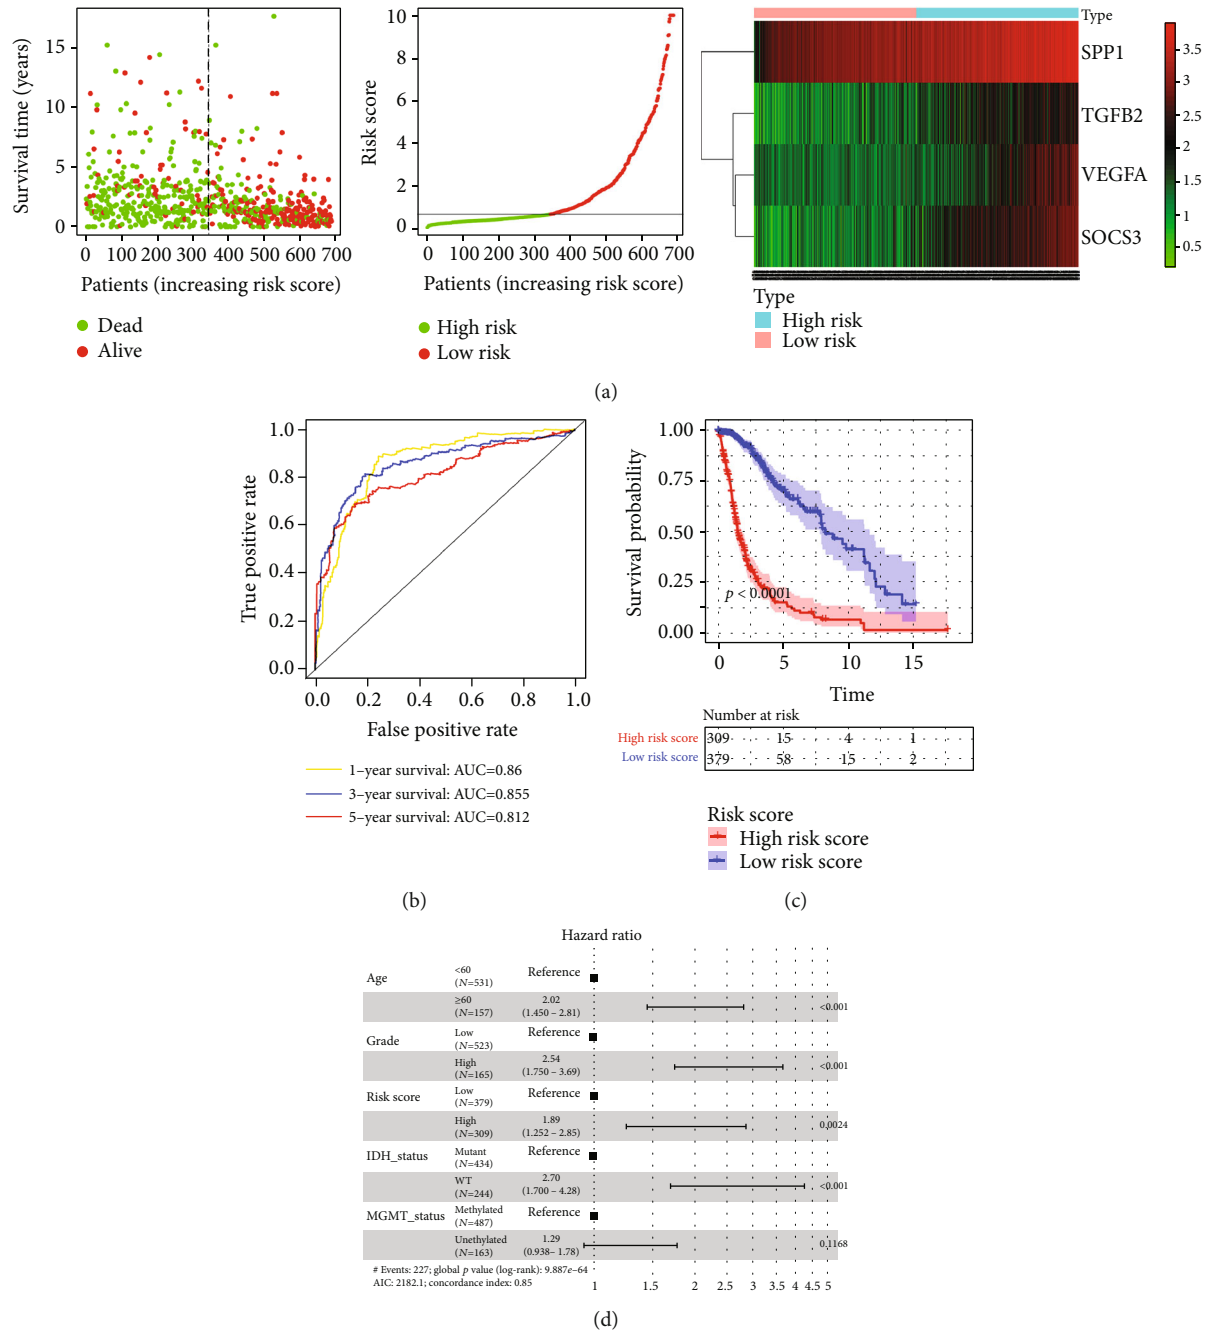 Survival time (years)
15
10
5
0
0 100 200 300 400 500 600 700
Patients (increasing risk score)
Dead
Alive
Risk score
10
8
6
4
2
0
0 100 200 300 400 500 600 700
Patients (increasing risk score)
High risk
Low risk
Type
SPP1
TGFB2
VEGFA
SOCS3
3.5
3
2.5
2
1.5
1
0.5
Type
High risk
Low risk
(a)
True positive rate
1.0
0.8
0.6
0.4
0.2
0.0
0.0 0.2 0.4 0.6 0.8 1.0
False positive rate
1–year survival: AUC=0.86
3–year survival: AUC=0.855
5–year survival: AUC=0.812
(b)
Survival probability
1.00
0.75
0.50
0.25
0.00
p < 0.0001
0 5 10 15
Time
Number at risk
High risk score 309 15 4 1
Low risk score 379 58 15 2
Risk score
High risk score
Low risk score
(c)
Hazard ratio
Age <60 (N=531) Reference
≥60 (N=157) 2.02 (1.450 – 2.81) <0.001
Grade Low (N=523) Reference
High (N=165) 2.54 (1.750 – 3.69) <0.001
Risk score Low (N=379) Reference
High (N=309) 1.89 (1.252 – 2.85) 0.0024
IDH_status Mutant (N=434) Reference
WT (N=244) 2.70 (1.700 – 4.28) <0.001
MGMT_status Methylated (N=487) Reference
Unethylated (N=163) 1.29 (0.938– 1.78) 0.1168
# Events: 227; global p value (log-rank): 9.887e–64
AIC: 2182.1; concordance index: 0.85
1 1.5 2 2.5 3 3.5 4 4.5 5
(d)